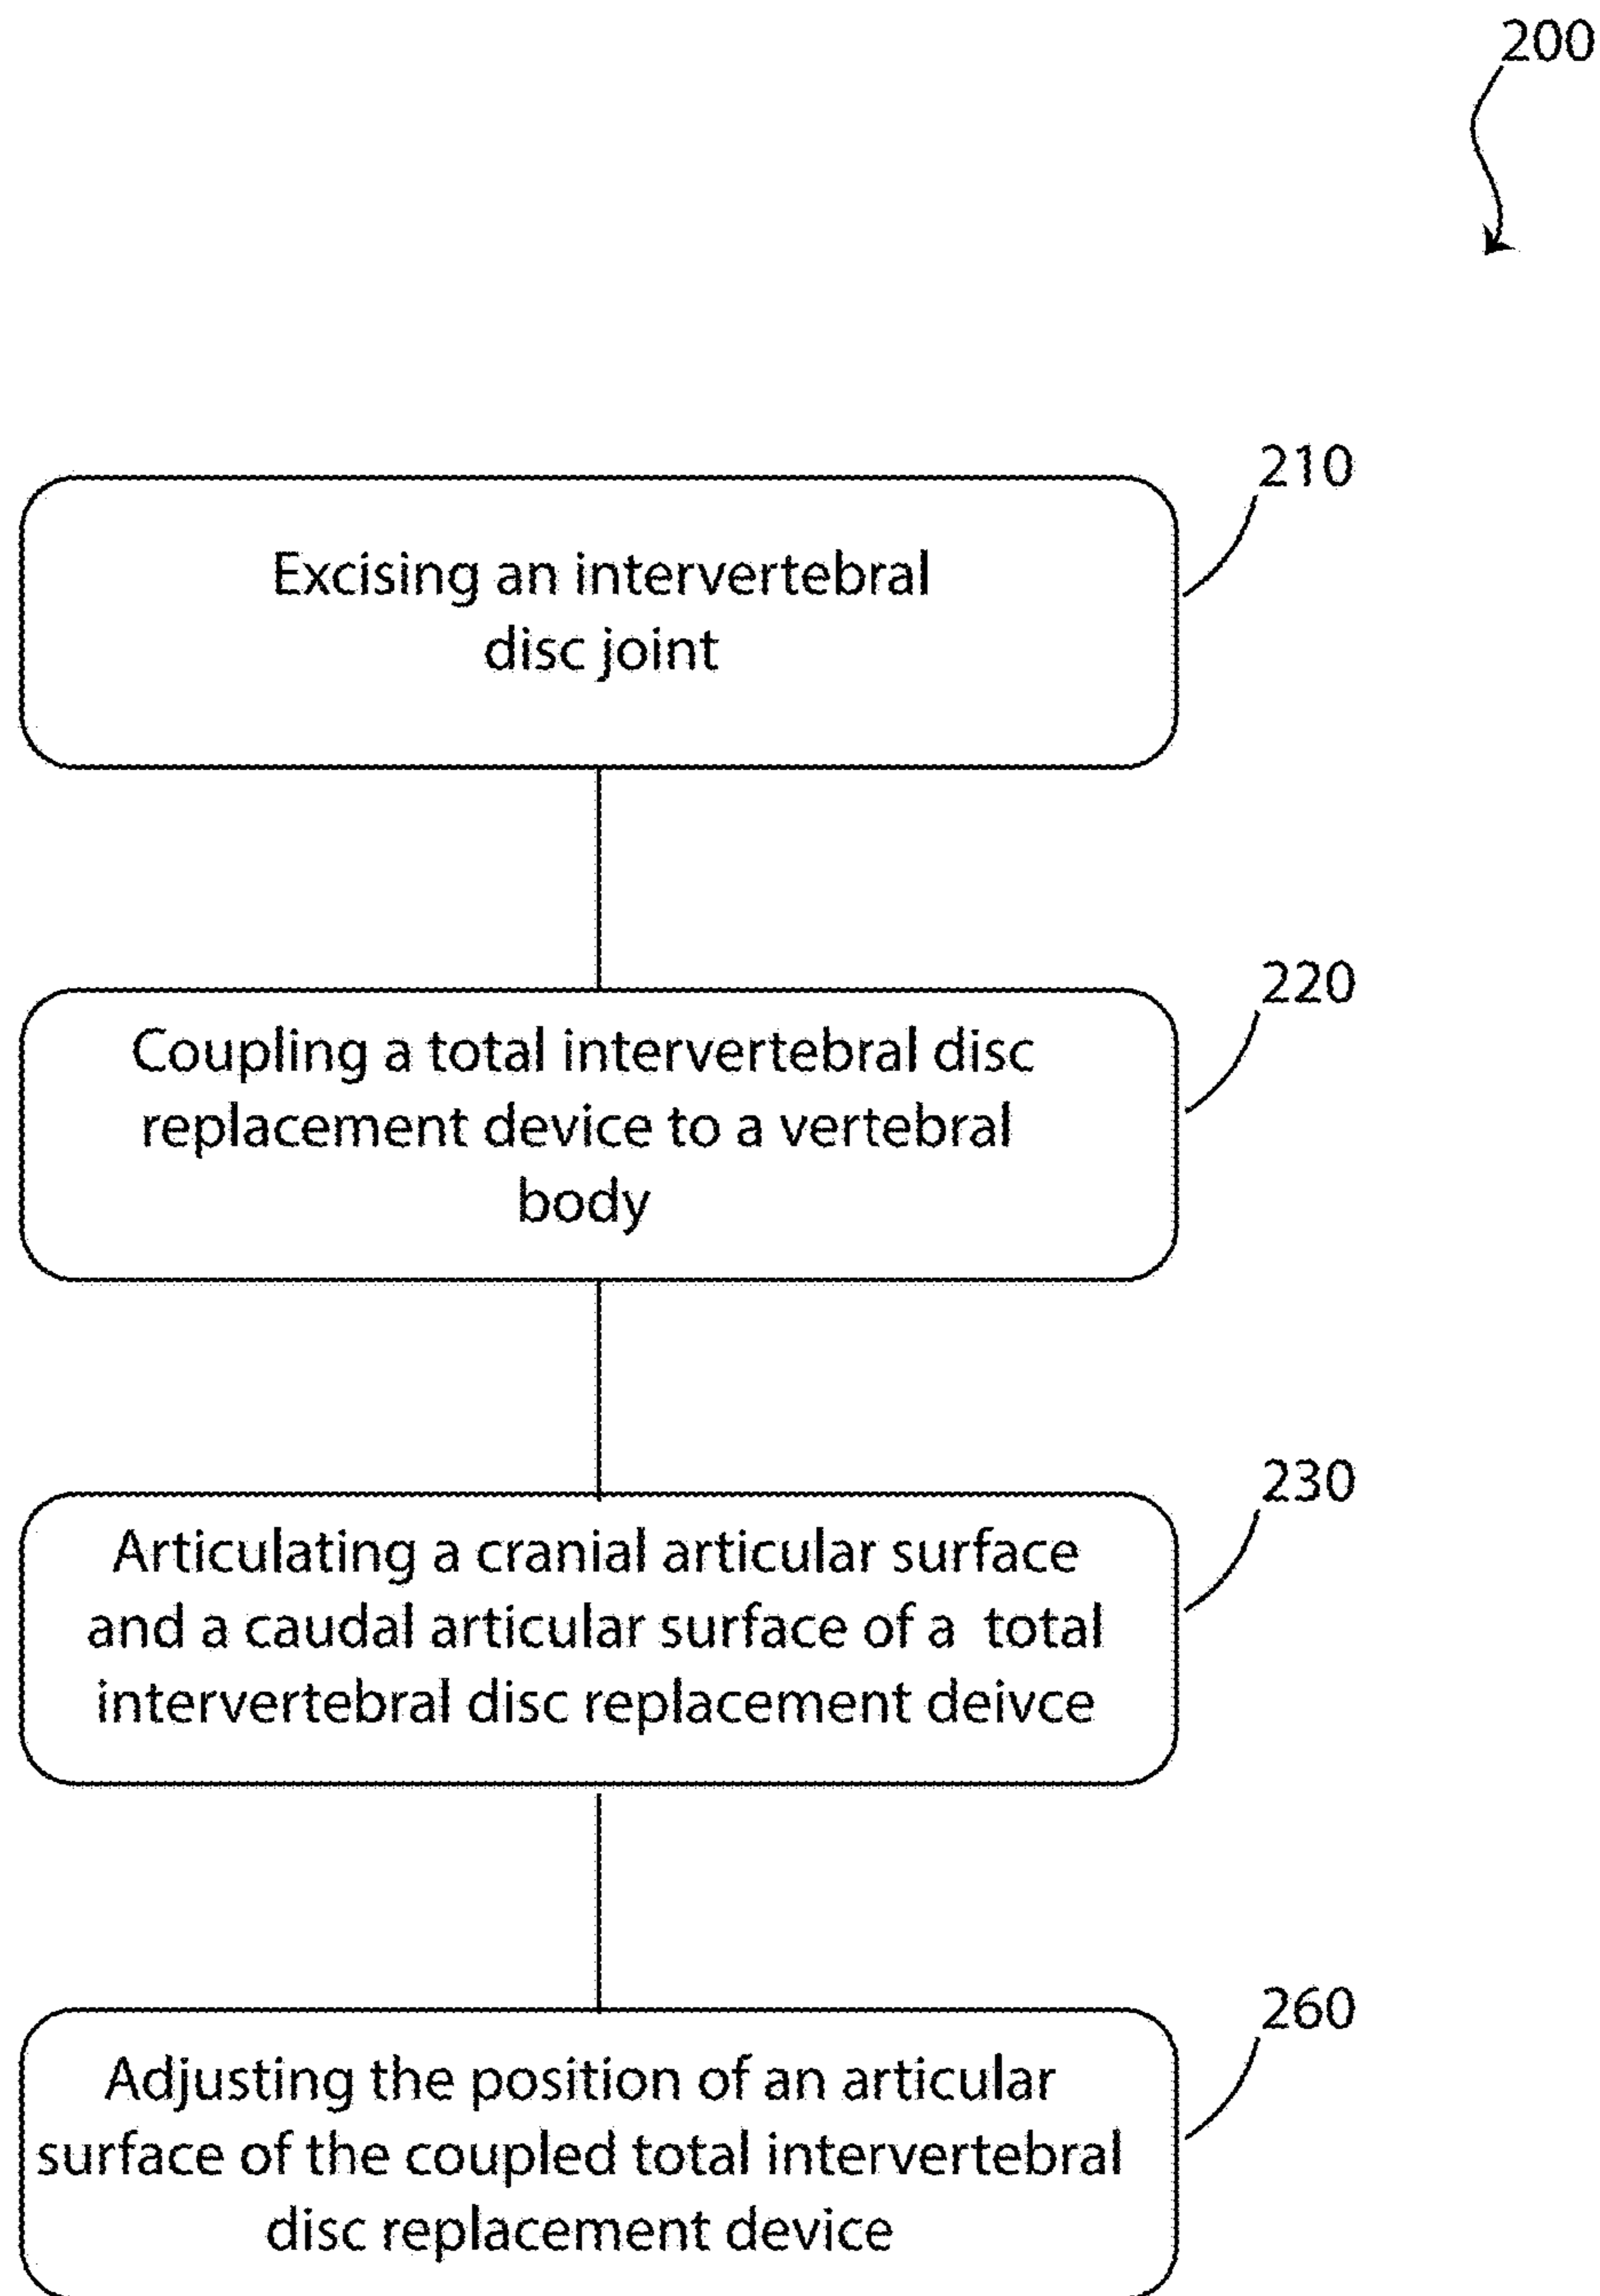 200
210
Excising an intervertebral
disc joint
220
Coupling a total intervertebral disc
replacement device to a vertebral
body
230
Articulating a cranial articular surface
and a caudal articular surface of a  total
intervertebral disc replacement deivce
260
Adjusting the position of an articular
surface of the coupled total intervertebral
disc replacement device